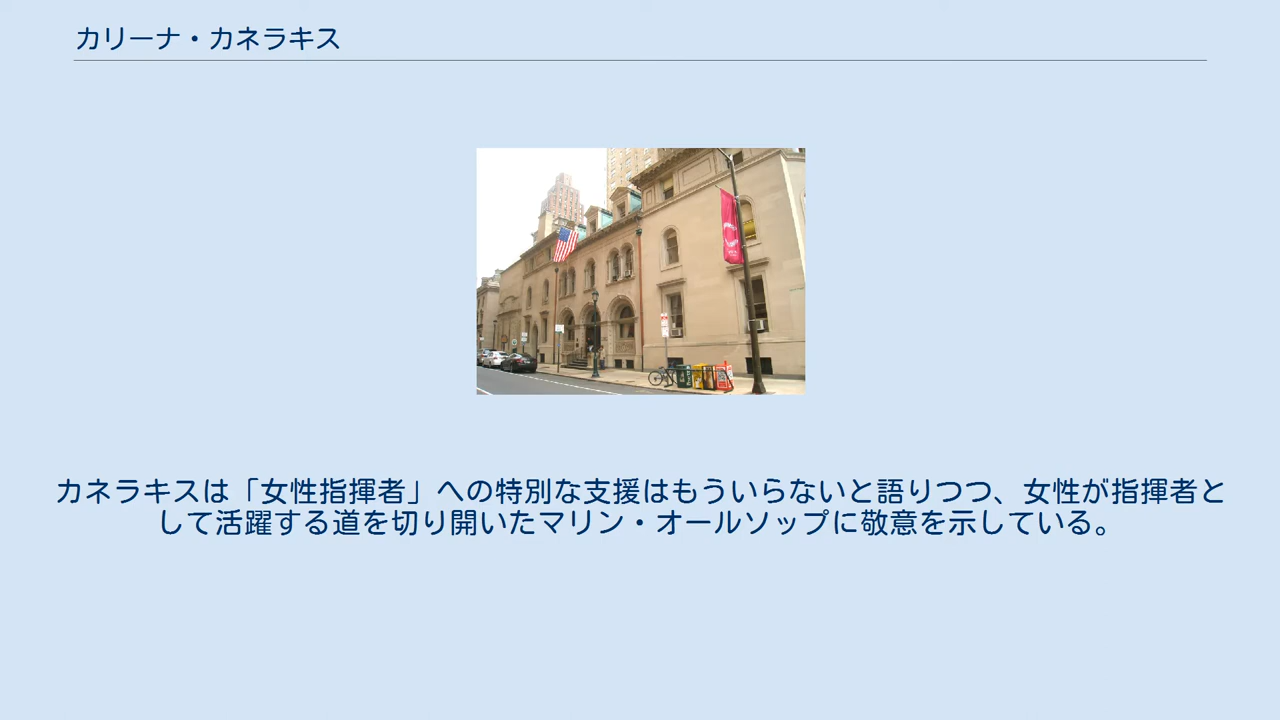 カリーナ・カネラキス
カネラキスは「女性指揮者」への特別な支援はもういらないと語りつつ、女性が指揮者と
して活躍する道を切り開いたマリン・オールソップに敬意を示している。